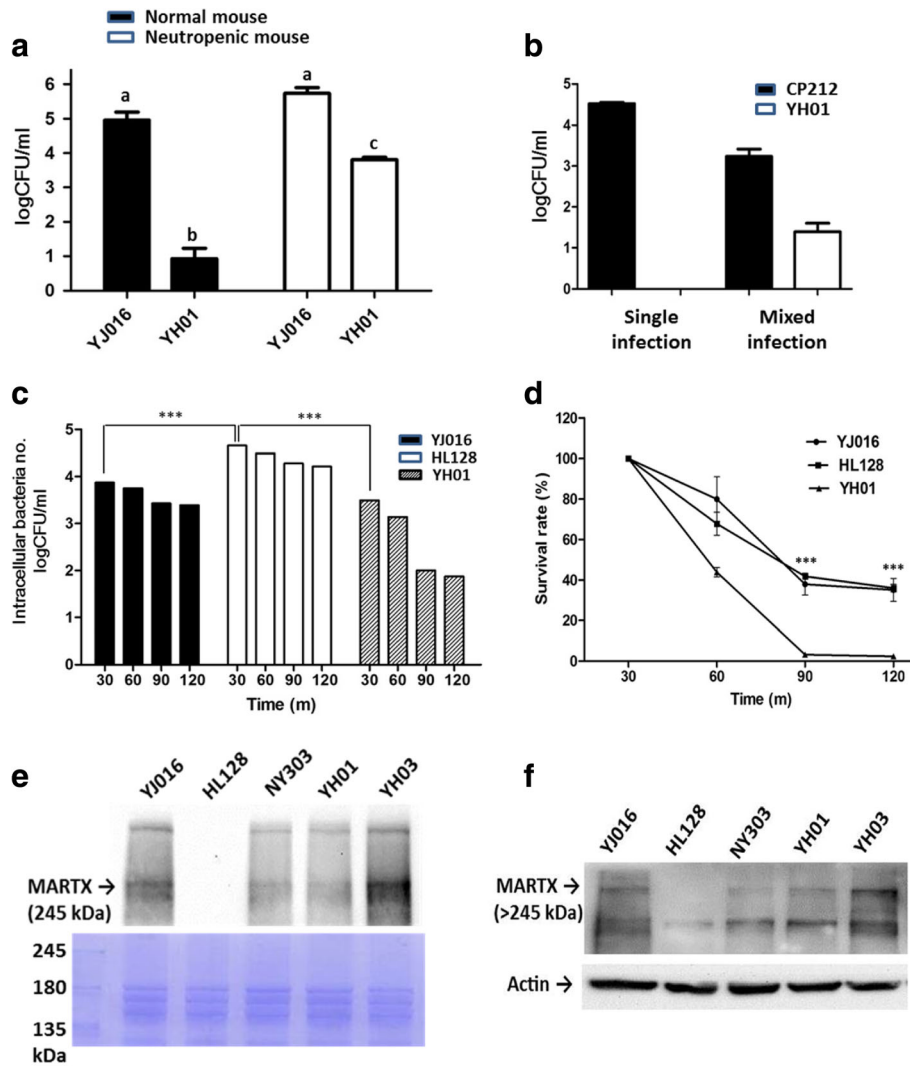 Normal mouse
Neutropenic mouse
a
logCFU/ml
6
5
4
3
2
1
0
a
b
a
c
YJ016
YH01
YJ016
YH01
b
logCFU/ml
5
4
3
2
1
0
CP212
YH01
Single
infection
Mixed
infection
c
Intracellular bacteria no.
logCFU/ml
5
4
3
2
1
0
***
***
YJ016
HL128
YH01
30 60 90 120 30 60 90 120 30 60 90 120
Time (m)
d
Survival rate (%)
120
100
80
60
40
20
0
YJ016
HL128
YH01
***
***
30 60 90 120
Time (m)
e
YJ016 HL128 NY303 YH01 YH03
MARTX →
(245 kDa)
245
180
135
kDa
f
YJ016 HL128 NY303 YH01 YH03
MARTX →
(>245 kDa)
Actin →